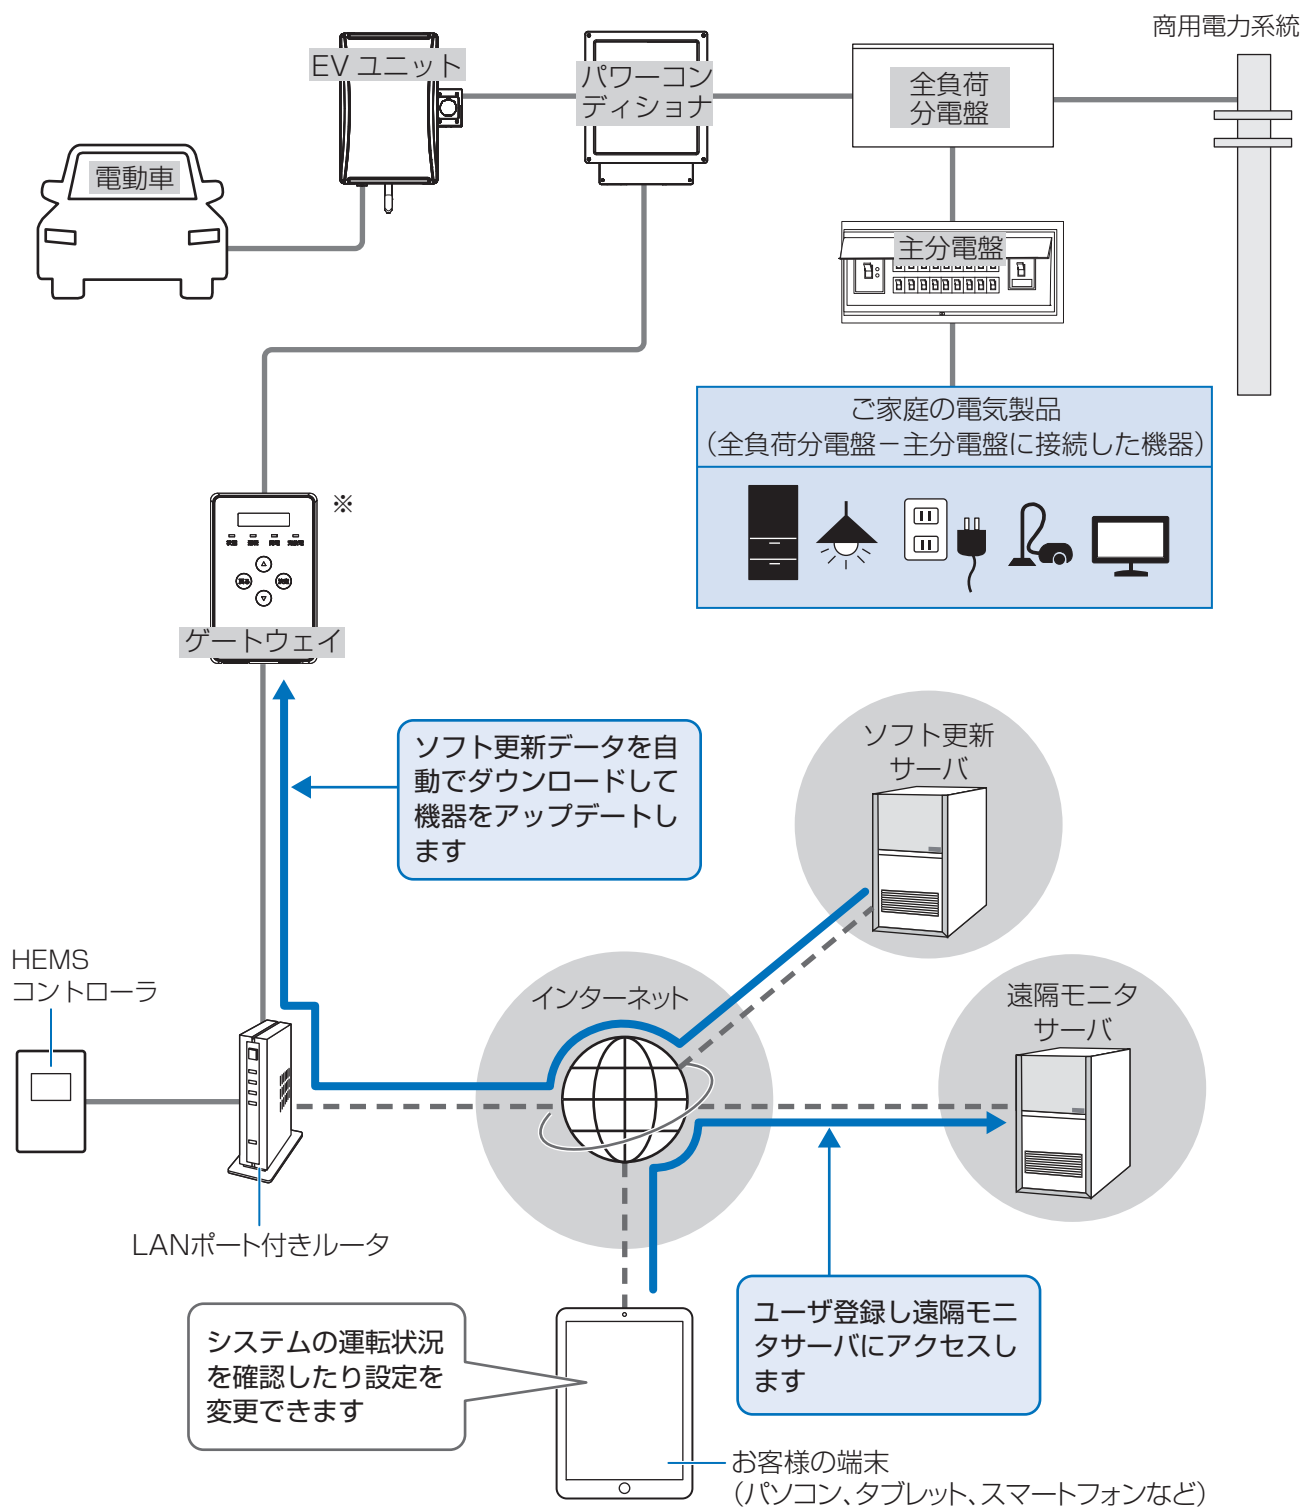 商用電力系統
EV ユニット
パワーコン
ディショナ
全負荷
分電盤
電動車
主分電盤
ご家庭の電気製品
(全負荷分電盤－主分電盤に接続した機器)
※
ゲートウェイ
ソフト更新データを自
動でダウンロードして
機器をアップデートし
ます
ソフト更新
サーバ
HEMS
コントローラ
インターネット
遠隔モニタ
サーバ
LANポート付きルータ
システムの運転状況
を確認したり設定を
変更できます
ユーザ登録し遠隔モニ
タサーバにアクセスし
ます
お客様の端末
(パソコン、タブレット、スマートフォンなど)